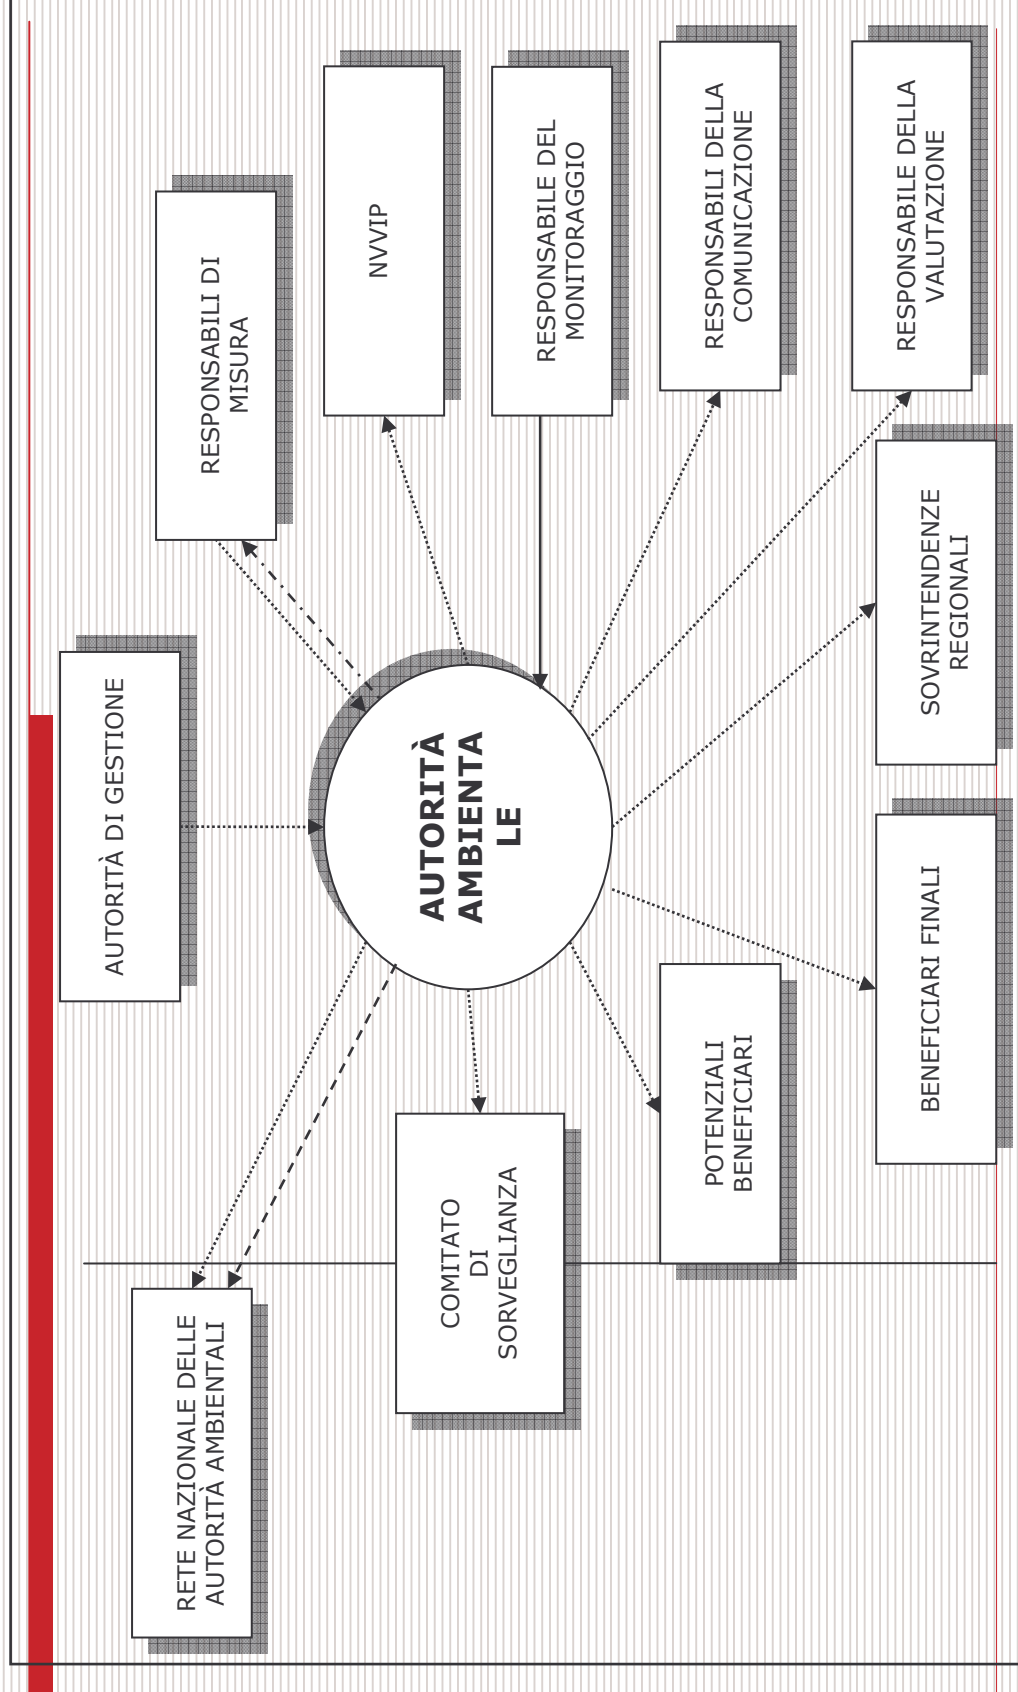 AUTORITÀ DI GESTIONE
RETE NAZIONALE DELLE
AUTORITÀ AMBIENTALI
RESPONSABILI DI
MISURA
NVVIP
AUTORITÀ
AMBIENTA
LE
COMITATO
DI
SORVEGLIANZA
RESPONSABILE DEL
MONITORAGGIO
POTENZIALI
BENEFICIARI
RESPONSABILI DELLA
COMUNICAZIONE
BENEFICIARI FINALI
SOVRINTENDENZE
REGIONALI
RESPONSABILE DELLA
VALUTAZIONE